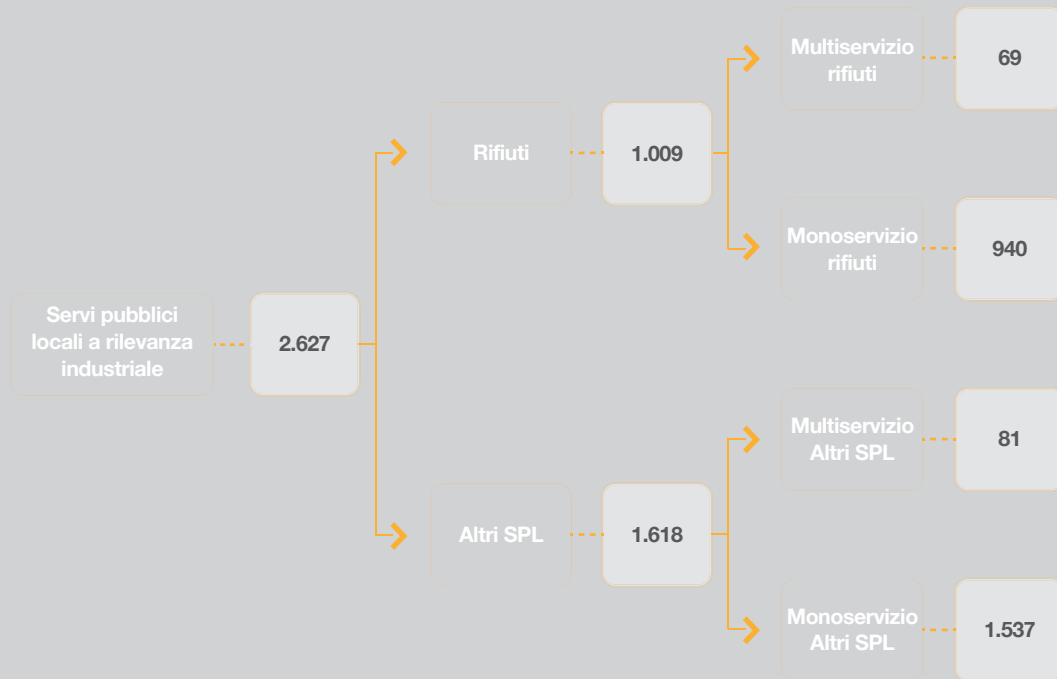 Multiservizio
rifiuti
69
Rifiuti
1.009
Monoservizio
rifiuti
940
Servi pubblici
locali a rilevanza
industriale
2.627
Multiservizio
Altri SPL
81
Altri SPL
1.618
Monoservizio
Altri SPL
1.537